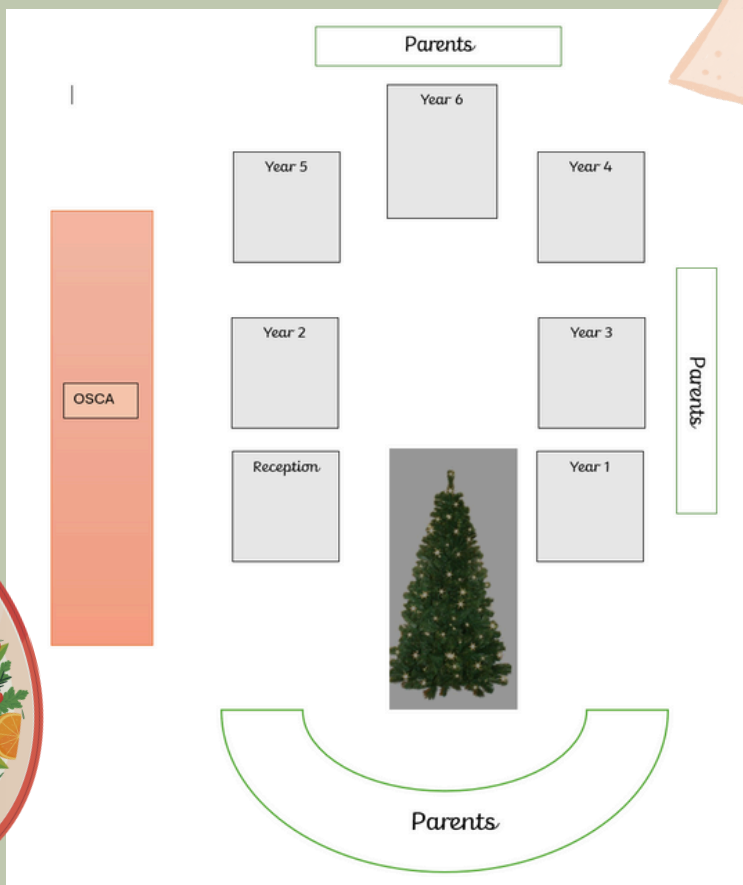 Parents
Year 6
Year 5
Year 4
Year 2
Year 3
Parents
OSCA
Reception
Year 1
Parents